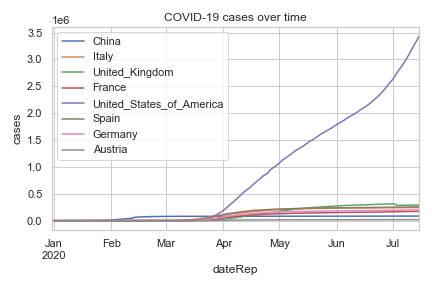 COVID-19 cases over time
1e6
3.5
3.0
2.5
2.0
1.5
1.0
0.5
0.0
cases
China
Italy
United_Kingdom
France
United_States_of_America
Spain
Germany
Austria
Jan Feb Mar Apr May Jun Jul
2020
dateRep